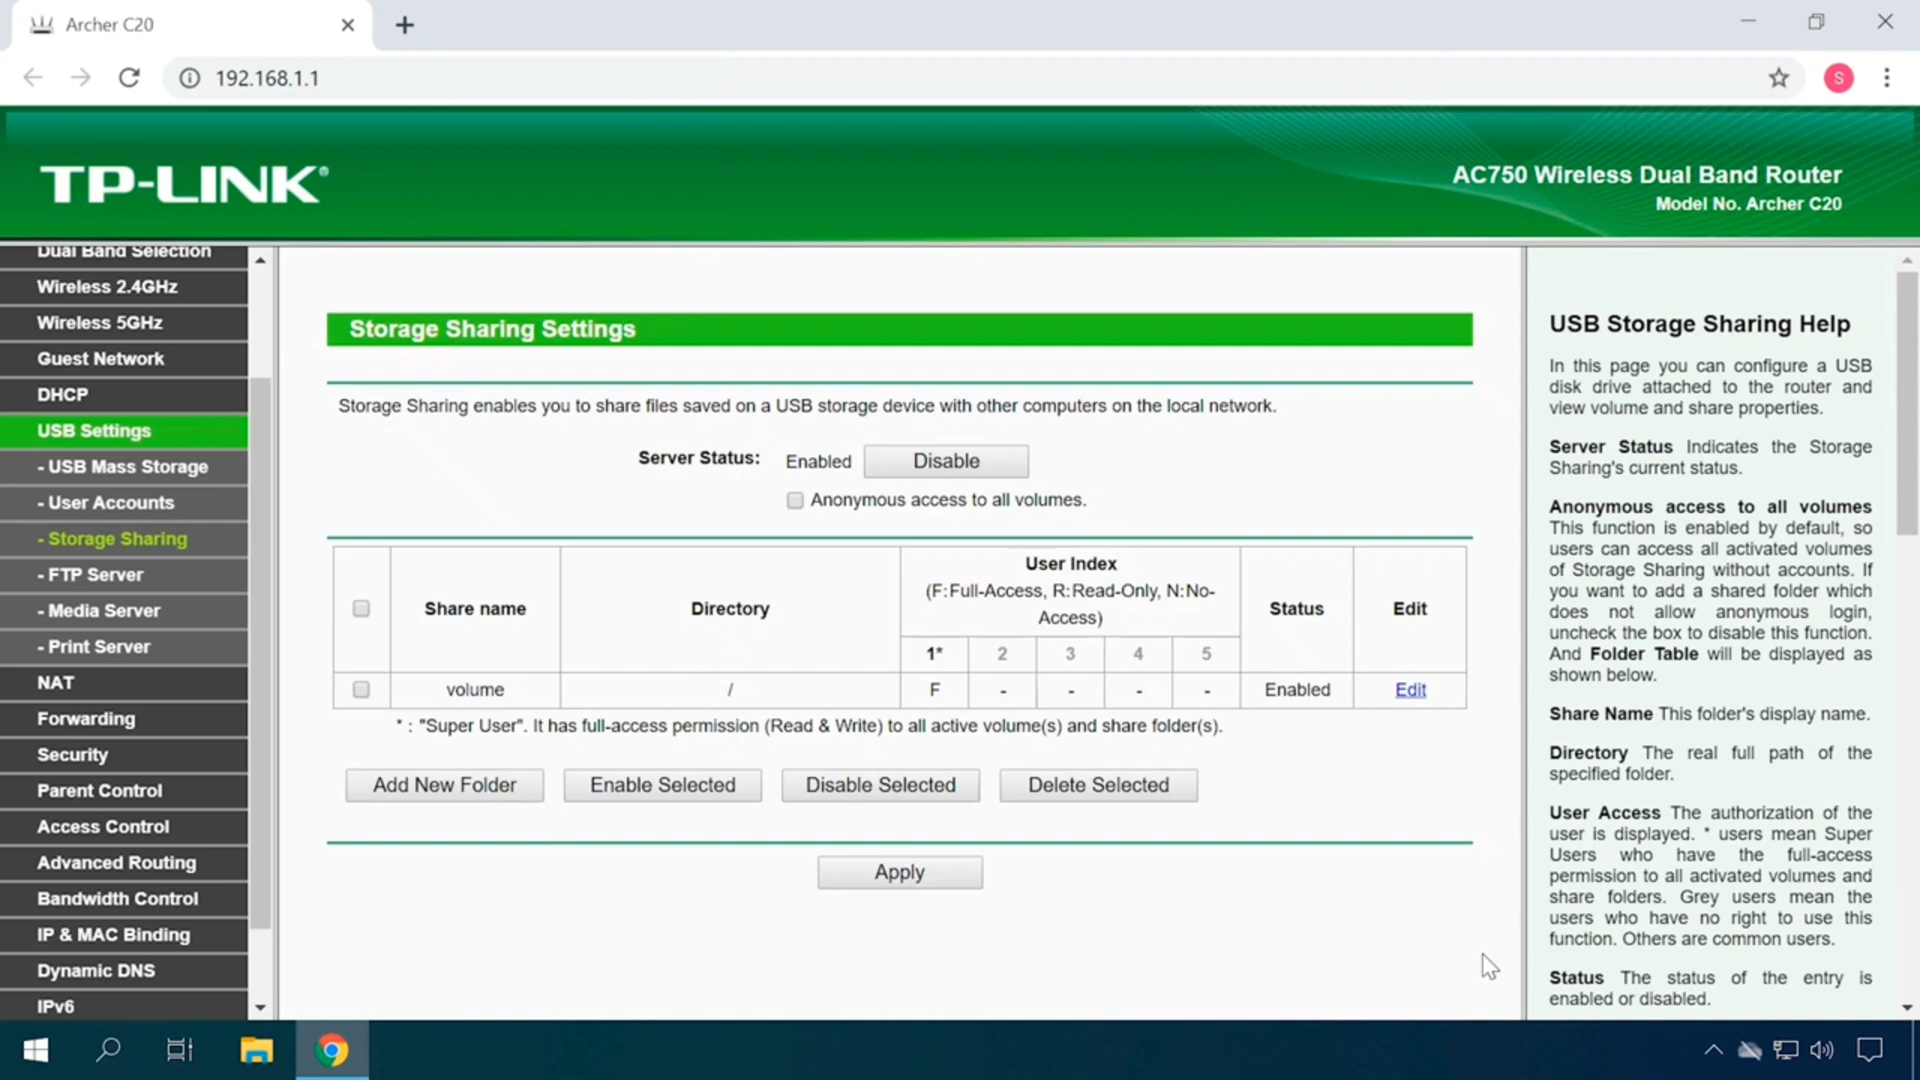 Archer C20
192.168.1.1
S
TP-LINK®
AC750 Wireless Dual Band Router
Model No. Archer C20
Dual Band Selection
Wireless 2.4GHz
Wireless 5GHz
Guest Network
DHCP
USB Settings
- USB Mass Storage
- User Accounts
- Storage Sharing
- FTP Server
- Media Server
- Print Server
NAT
Forwarding
Security
Parent Control
Access Control
Advanced Routing
Bandwidth Control
IP & MAC Binding
Dynamic DNS
IPv6
Storage Sharing Settings
Storage Sharing enables you to share files saved on a USB storage device with other computers on the local network.
Server Status: Enabled Disable
Anonymous access to all volumes.
Share name Directory User Index Status Edit
(F:Full-Access, R:Read-Only, N:No-
Access)
1* 2 3 4 5
volume / F - - - - Enabled Edit
* : "Super User". It has full-access permission (Read & Write) to all active volume(s) and share folder(s).
Add New Folder Enable Selected Disable Selected Delete Selected
Apply
USB Storage Sharing Help
In this page you can configure a USB
disk drive attached to the router and
view volume and share properties.
Server Status Indicates the Storage
Sharing's current status.
Anonymous access to all volumes
This function is enabled by default, so
users can access all activated volumes
of Storage Sharing without accounts. If
you want to add a shared folder which
does not allow anonymous login,
uncheck the box to disable this function.
And Folder Table will be displayed as
shown below.
Share Name This folder's display name.
Directory The real full path of the
specified folder.
User Access The authorization of the
user is displayed. * users mean Super
Users who have the full-access
permission to all activated volumes and
share folders. Grey users mean the
users who have no right to use this
function. Others are common users.
Status The status of the entry is
enabled or disabled.